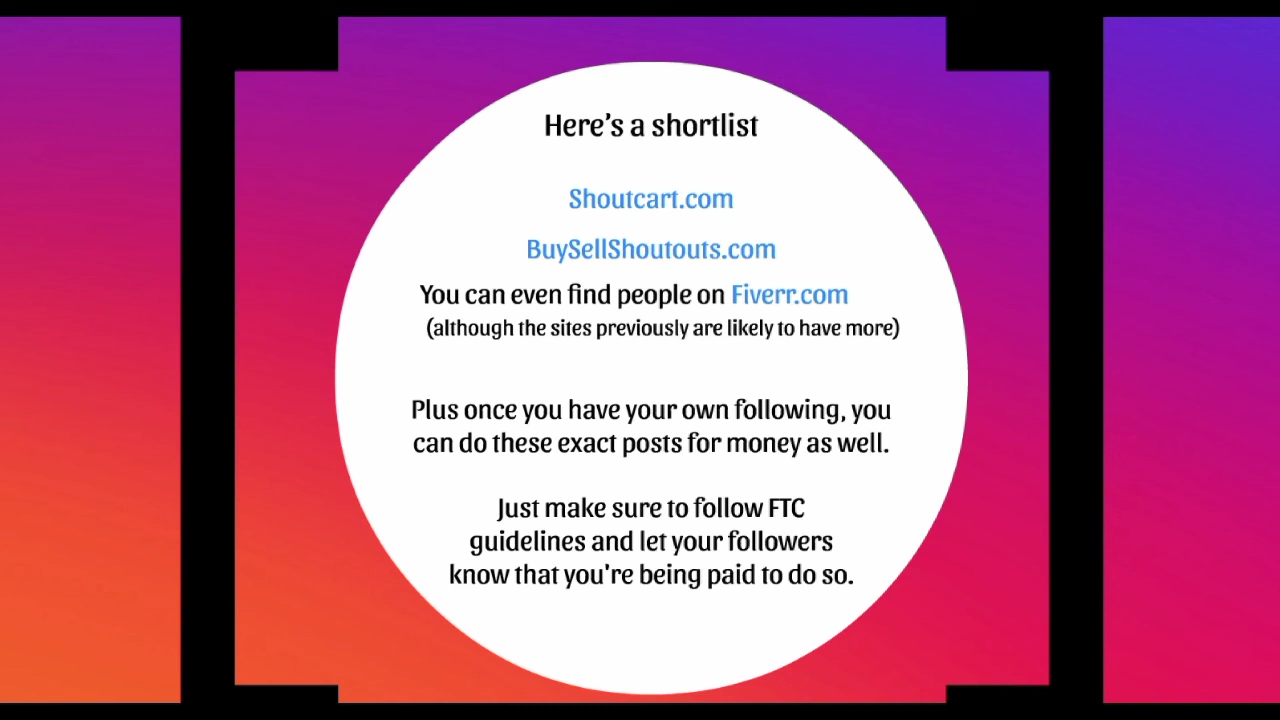 Here’s a shortlist
Shoutcart.com
BuySellShoutouts.com
You can even find people on Fiverr.com
(although the sites previously are likely to have more)
Plus once you have your own following, you
can do these exact posts for money as well.
Just make sure to follow FTC
guidelines and let your followers
know that you're being paid to do so.